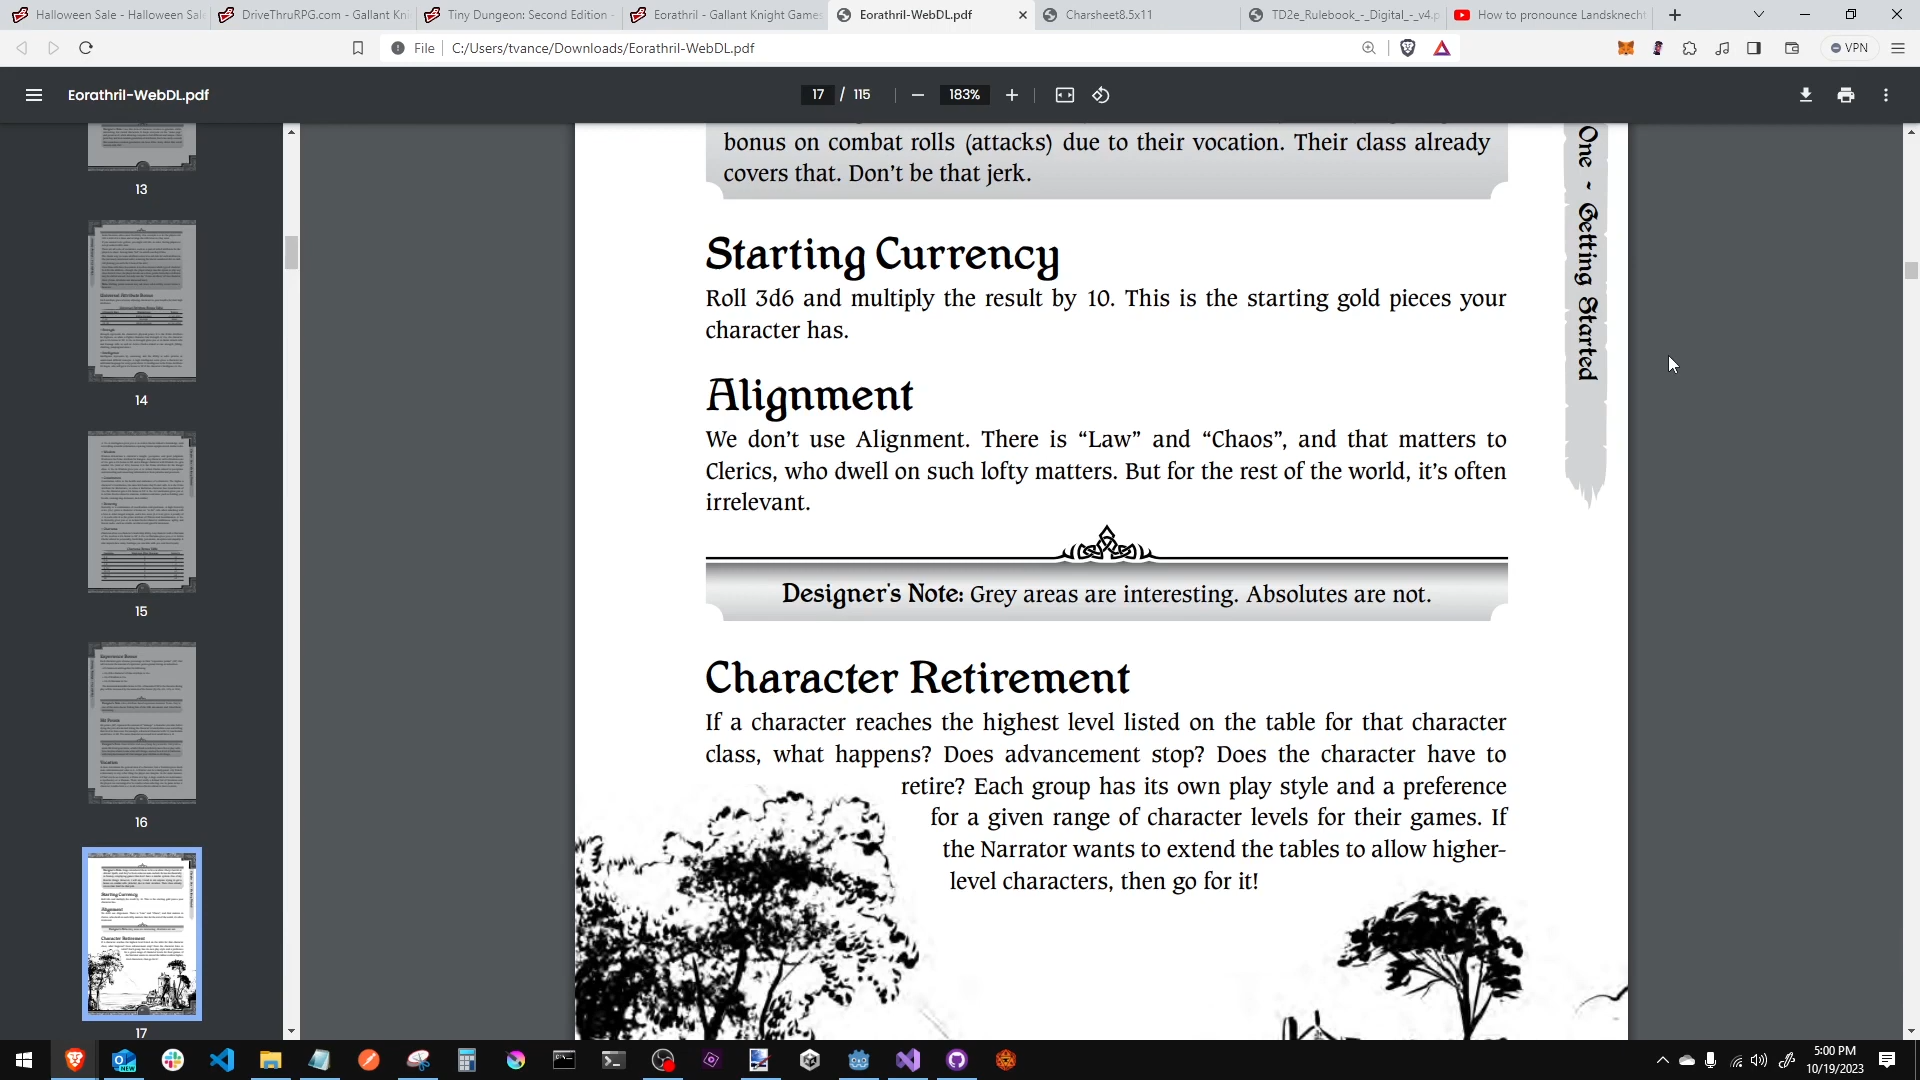 Halloween Sale - Halloween Sal
DriveThruRPG.com - Gallant Kni
Tiny Dungeon: Second Edition -
Eorathril - Gallant Knight Games
Eorathril-WebDL.pdf
Charsheet8.5x11
TD2e_Rulebook_-_Digital_-_v4.p
How to pronounce Landsknecht
File
C:/Users/tvance/Downloads/Eorathril-WebDL.pdf
VPN
Eorathril-WebDL.pdf
17 / 115
183%
13
14
15
16
17
bonus on combat rolls (attacks) due to their vocation. Their class already
covers that. Don't be that jerk.
Starting Currency
Roll 3d6 and multiply the result by 10. This is the starting gold pieces your
character has.
Alignment
We don't use Alignment. There is “Law” and “Chaos”, and that matters to
Clerics, who dwell on such lofty matters. But for the rest of the world, it's often
irrelevant.
Designer's Note: Grey areas are interesting. Absolutes are not.
Character Retirement
If a character reaches the highest level listed on the table for that character
class, what happens? Does advancement stop? Does the character have to
retire? Each group has its own play style and a preference
for a given range of character levels for their games. If
the Narrator wants to extend the tables to allow higher-
level characters, then go for it!
One - Getting Started
5:00 PM
10/19/2023